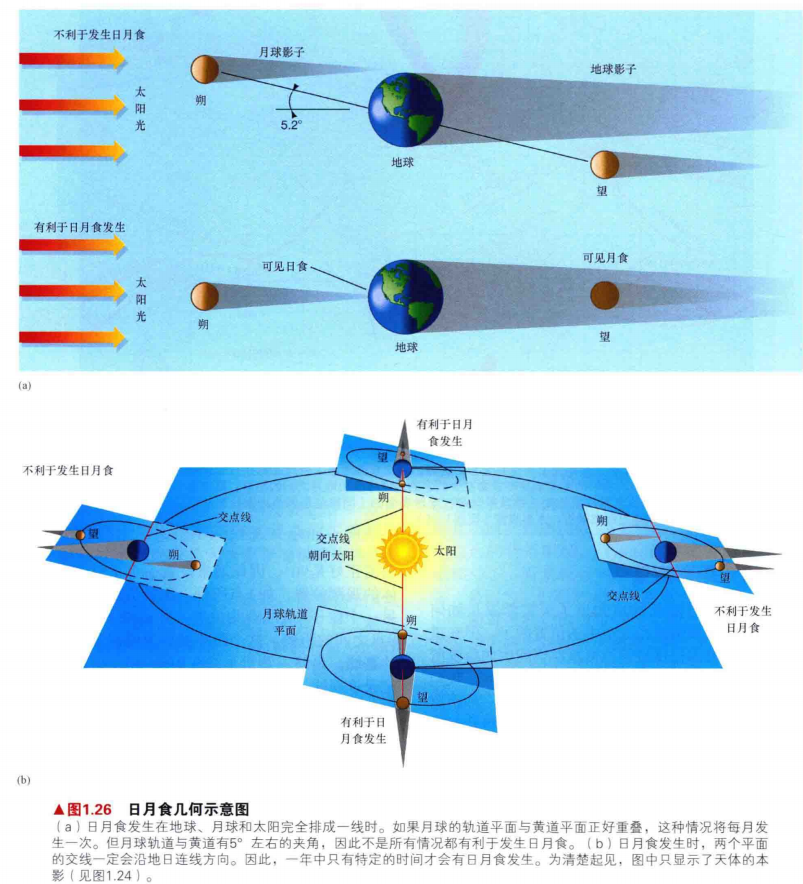 不利于发生日月食
月球影子
地球影子
太
阳
光
朔
5.2°
地球
望
有利于日月食发生
可见日食
可见月食
太
阳
光
朔
望
地球
(a)
有利于日月
食发生
望
不利于发生日月食
朔
交点线
朔
望
交点线
朝向太阳
太阳
朔
望
交点线
月球轨道
平面
朔
不利于发生
日月食
望
有利于日
月食发生
(b)
▲图1.26 日月食几何示意图
(a)日月食发生在地球、月球和太阳完全排成一线时。如果月球的轨道平面与黄道平面正好重叠，这种情况将每月发
生一次。但月球轨道与黄道有5° 左右的夹角，因此不是所有情况都有利于发生日月食。(b)日月食发生时，两个平面
的交线一定会沿地日连线方向。因此，一年中只有特定的时间才会有日月食发生。为清楚起见，图中只显示了天体的本
影(见图1.24)。